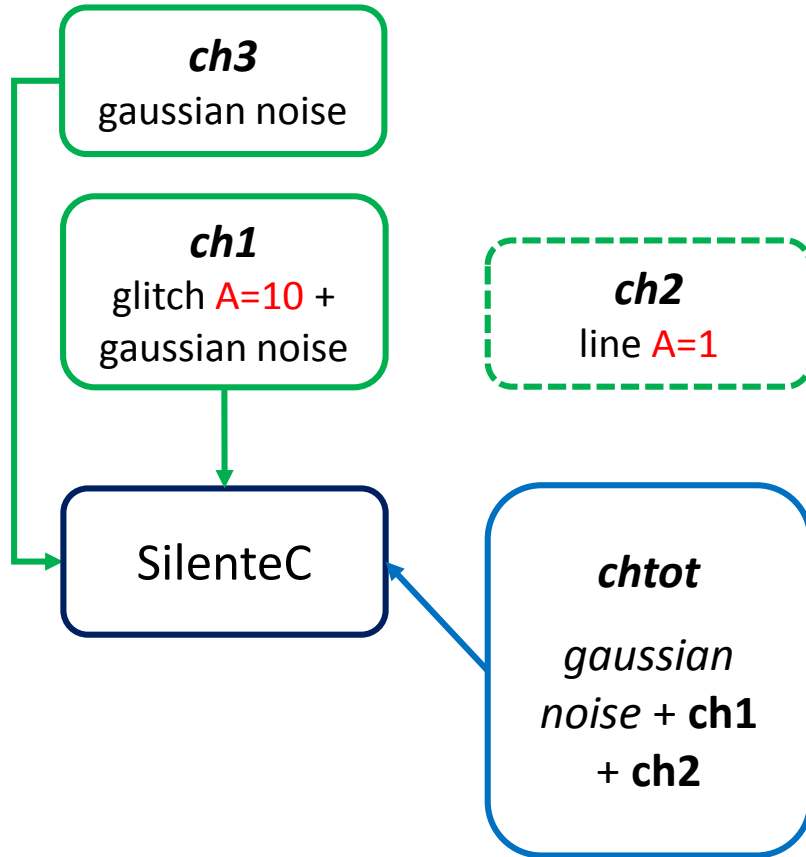 ch3
gaussian noise
ch1
glitch A=10 +
gaussian noise
ch2
line A=1
SilenteC
chtot
gaussian
noise + ch1
+ ch2